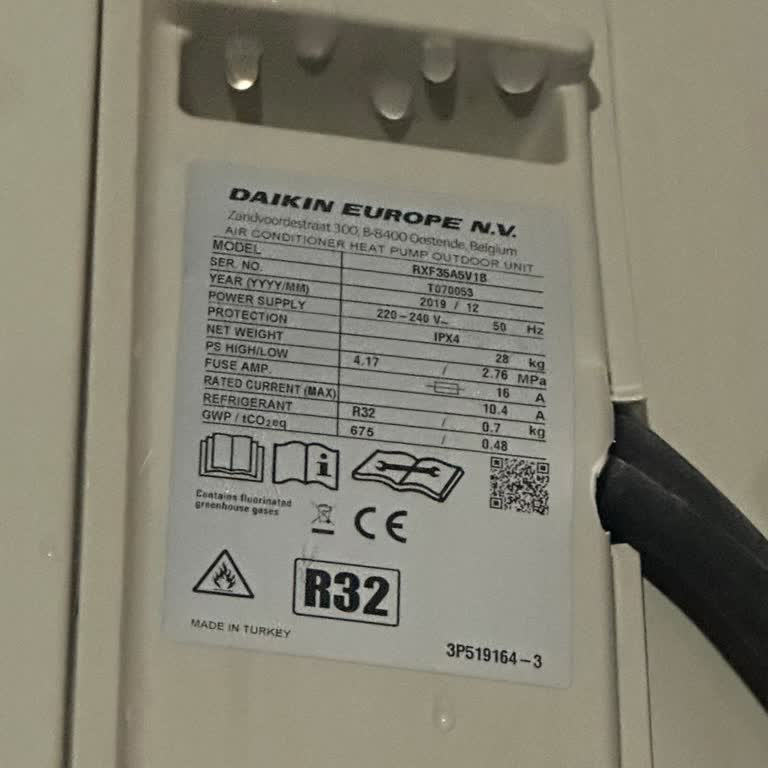 DAIKIN EUROPE N.V.
Zandvoordestraat 300, B-8400 Oostende, Belgium
AIR CONDITIONER HEAT PUMP OUTDOOR UNIT
MODEL RXF35A5V1B
SER. NO. T070053
YEAR (YYYY/MM) 2019 / 12
POWER SUPPLY 220-240 V~ 50 Hz
PROTECTION IPX4
NET WEIGHT 28 kg
PS HIGH/LOW 4.17 / 2.76 MPa
FUSE AMP. 16 A
RATED CURRENT (MAX) 10.4 A
REFRIGERANT R32 / 0.7 kg
GWP / tCO₂eq 675 / 0.48
Contains fluorinated
greenhouse gases
CE
R32
MADE IN TURKEY
3P519164-3